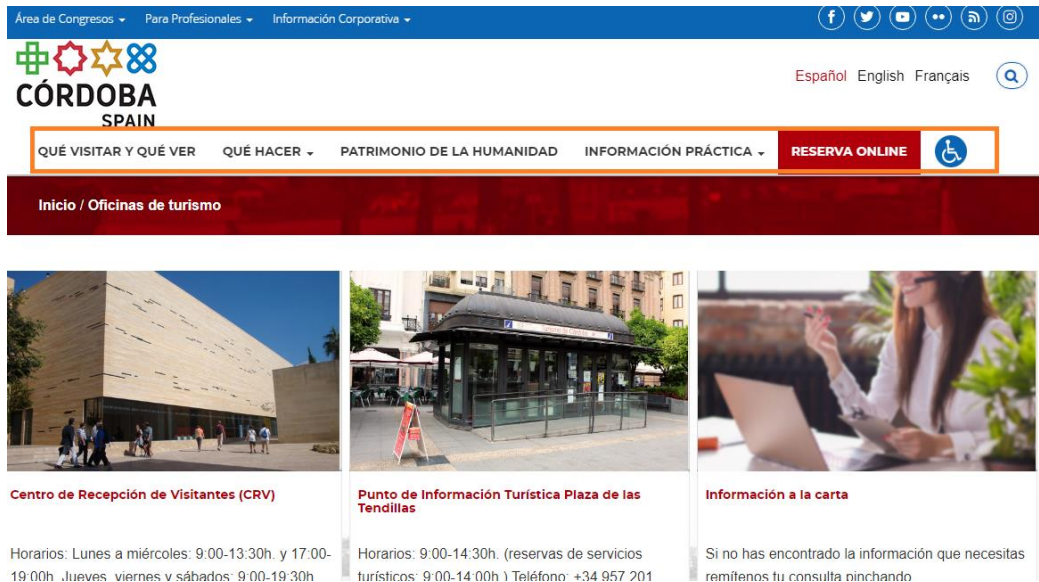 Área de Congresos Para Profesionales Información Corporativa
CÓRDOBA
SPAIN
Español English Français
QUÉ VISITAR Y QUÉ VER QUÉ HACER PATRIMONIO DE LA HUMANIDAD INFORMACIÓN PRÁCTICA RESERVA ONLINE
Inicio / Oficinas de turismo
Centro de Recepción de Visitantes (CRV)
Horarios: Lunes a miércoles: 9:00-13:30h. y 17:00-
19:00h. Jueves, viernes y sábados: 9:00-19:30h
Punto de Información Turística Plaza de las
Tendillas
Horarios: 9:00-14:30h. (reservas de servicios
turísticos: 9:00-14:00h.) Teléfono: +34 957 201
Información a la carta
Si no has encontrado la información que necesitas
remítenos tu consulta pinchando